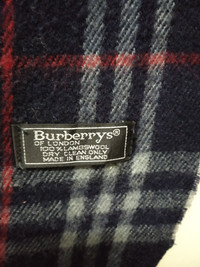 Burberrys®
OF LONDON
100% LAMBSWOOL
DRY CLEAN ONLY
MADE IN ENGLAND